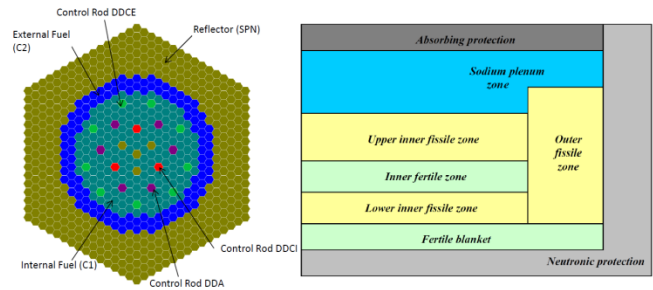 Control Rod DDCE
External Fuel
(C2)
Reflector (SPN)
Internal Fuel (C1)
Control Rod DDA
Control Rod DDCI
Absorbing protection
Sodium plenum
zone
Upper inner fissile zone
Outer
fissile
zone
Inner fertile zone
Lower inner fissile zone
Fertile blanket
Neutronic protection